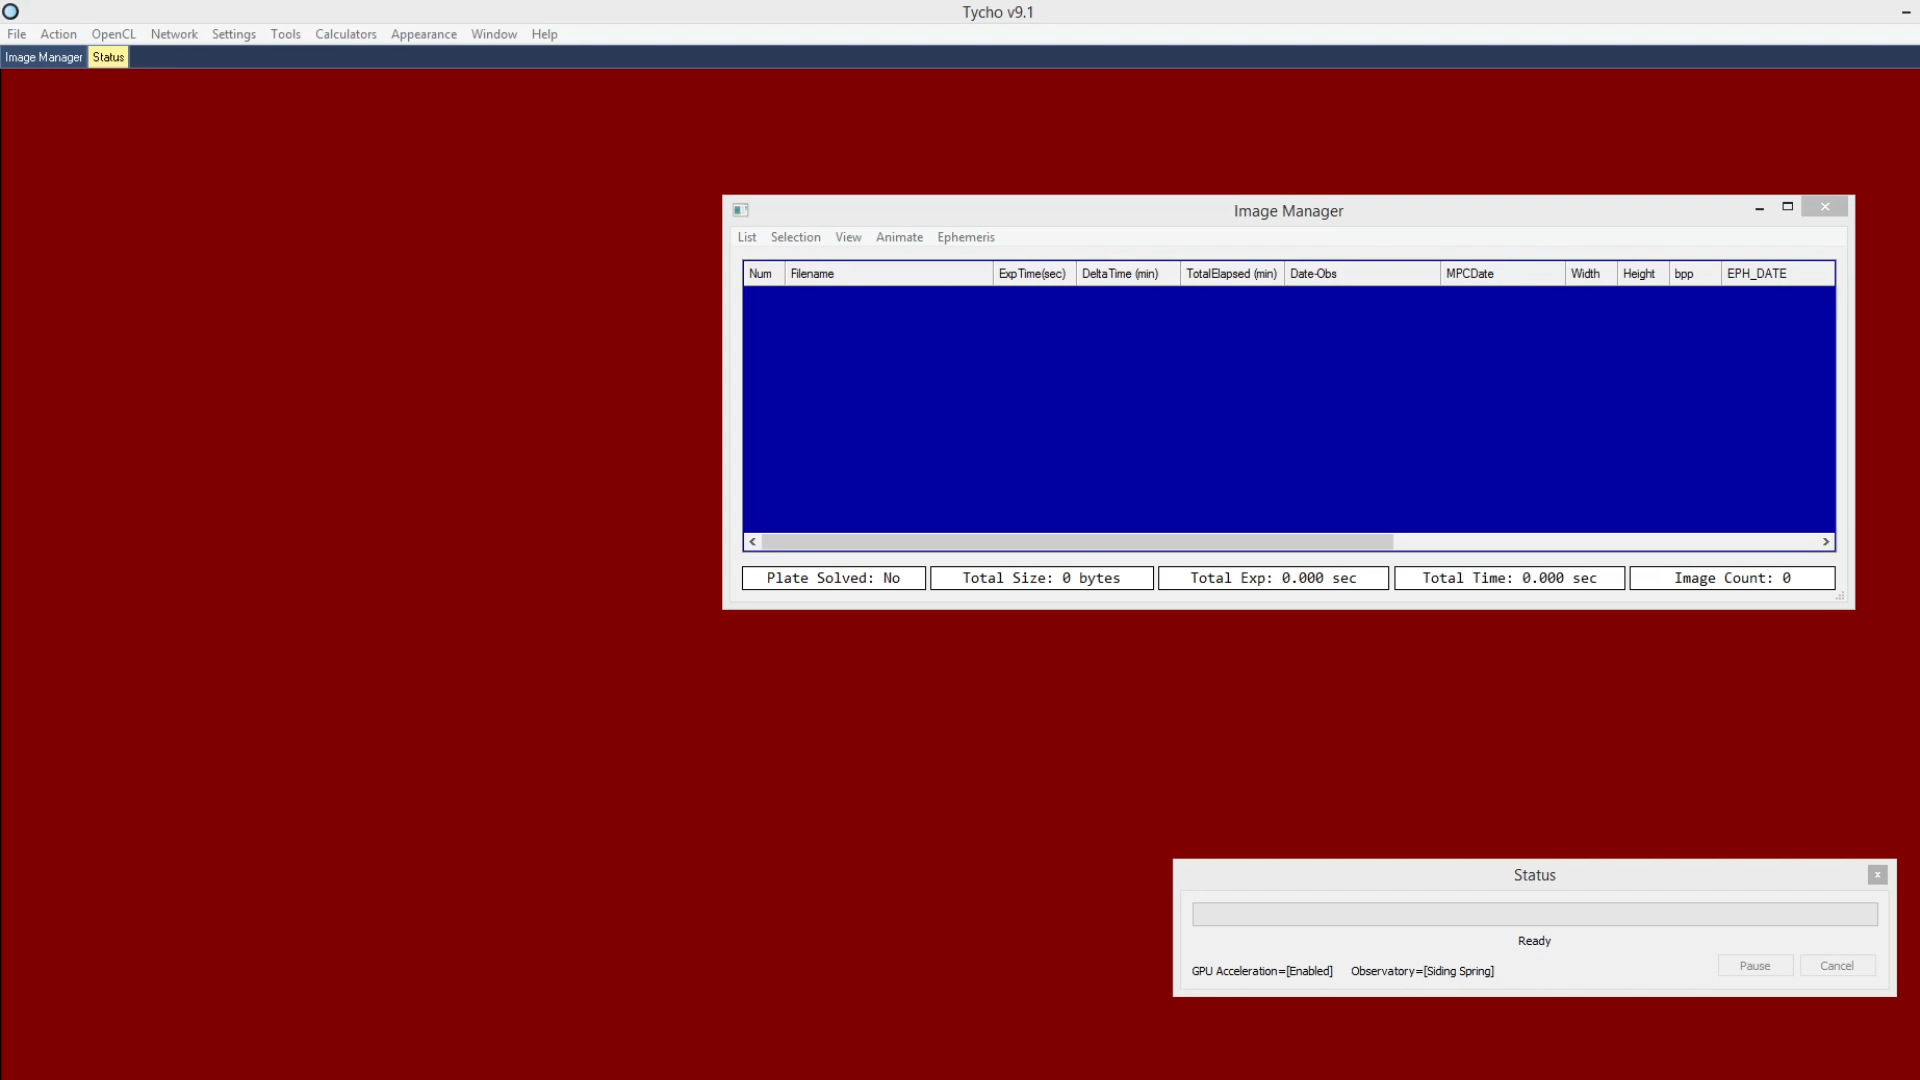 Tycho v9.1
File Action OpenCL Network Settings Tools Calculators Appearance Window Help
Image Manager Status
Image Manager
List Selection View Animate Ephemeris
Num Filename ExpTime(sec) DeltaTime (min) TotalElapsed (min) Date-Obs MPCDate Width Height bpp EPH_DATE
Plate Solved: No Total Size: 0 bytes Total Exp: 0.000 sec Total Time: 0.000 sec Image Count: 0
Status
Ready
GPU Acceleration=[Enabled] Observatory=[Siding Spring] Pause Cancel